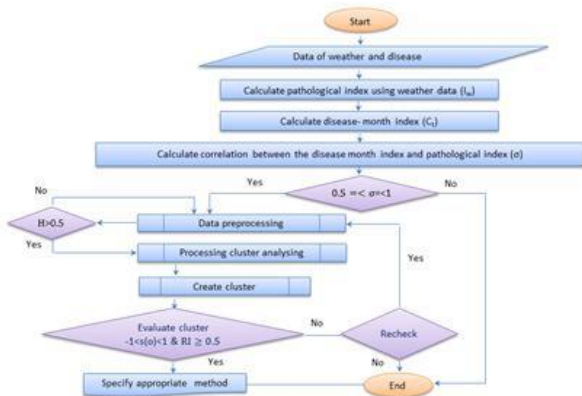 Start
Data of weather and disease
Calculate pathological index using weather data (Iw)
Calculate disease- month index (Ct)
Calculate correlation between the disease month index and pathological index (σ)
Yes
0.5 =< σ=<1
No
No
H>0.5
Data preprocessing
Yes
Processing cluster analysing
Yes
Create cluster
Evaluate cluster
-1<s(o)<1 & RI ≥ 0.5
No
Recheck
Yes
No
Specify appropriate method
End